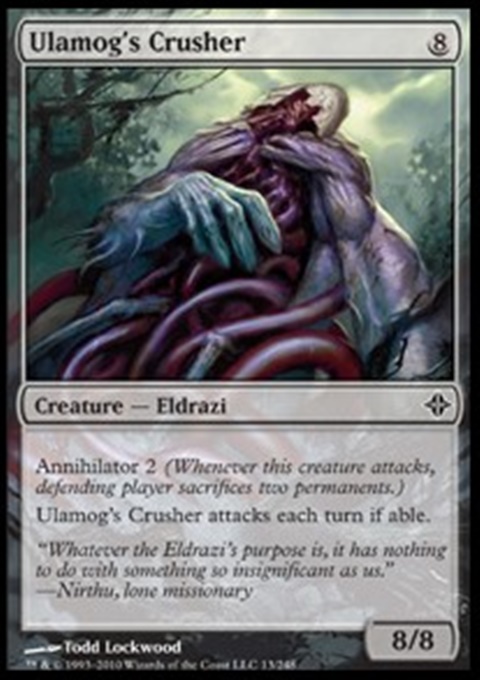 Ulamog's Crusher 8
Creature — Eldrazi
Annihilator 2 (Whenever this creature attacks,
defending player sacrifices two permanents.)
Ulamog's Crusher attacks each turn if able.
"Whatever the Eldrazi's purpose is, it has nothing
to do with something so insignificant as us."
—Nirthu, lone missionary
Todd Lockwood
8/8
™ & © 1993–2010 Wizards of the Coast LLC 13/248